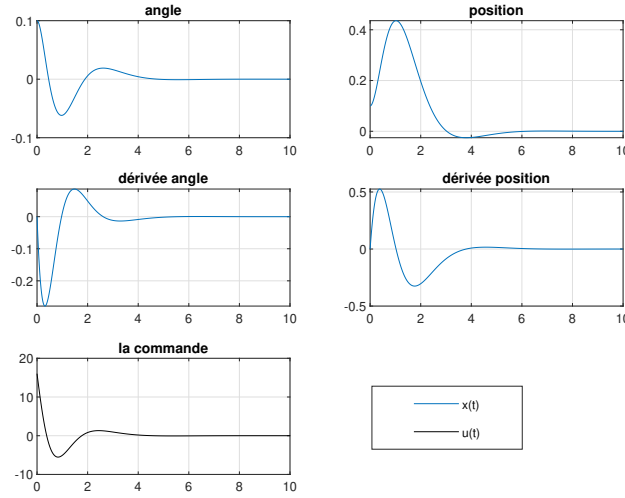 angle
0.1
0
-0.1
0 2 4 6 8 10
position
0.4
0.2
0
0 2 4 6 8 10
dérivée angle
0
-0.1
-0.2
0 2 4 6 8 10
dérivée position
0.5
0
-0.5
0 2 4 6 8 10
la commande
20
10
0
-10
0 2 4 6 8 10
x(t)
u(t)